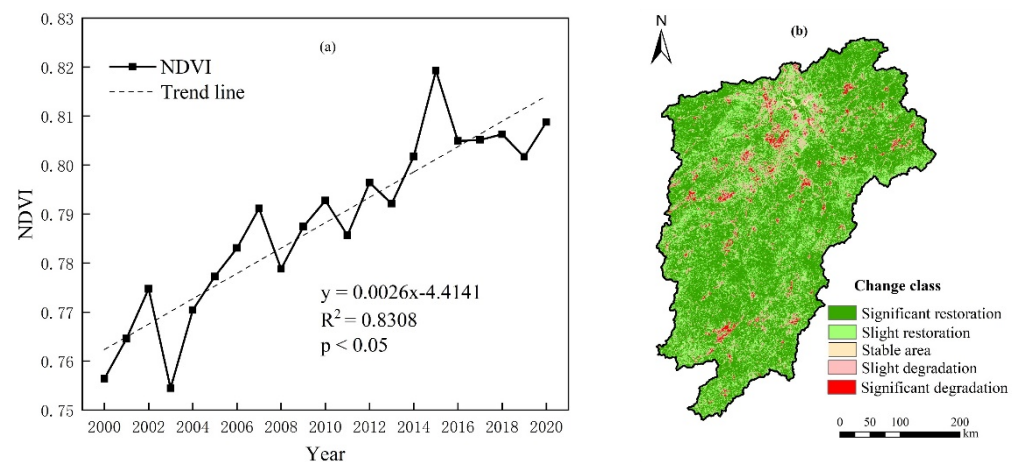 (a)
NDVI
Trend line
0.83
0.82
0.81
0.80
0.79
0.78
0.77
0.76
0.75
NDVI
y = 0.0026x-4.4141
R² = 0.8308
p < 0.05
2000 2002 2004 2006 2008 2010 2012 2014 2016 2018 2020
Year
N
(b)
Change class
Significant restoration
Slight restoration
Stable area
Slight degradation
Significant degradation
0 50 100 200
km